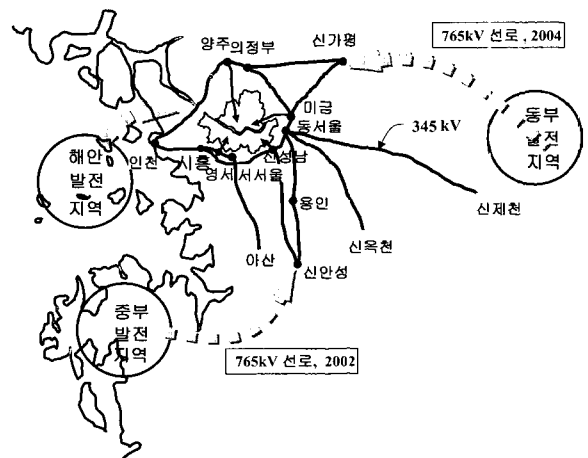 양주 의정부
신가평
765kV 선로, 2004
미금
동서울
동부
발전
지역
345 kV
해안
발전
지역
인천
시흥
영서 서서울
신성남
용인
신제천
신옥천
아산
신안성
중부
발전
지역
765kV 선로, 2002